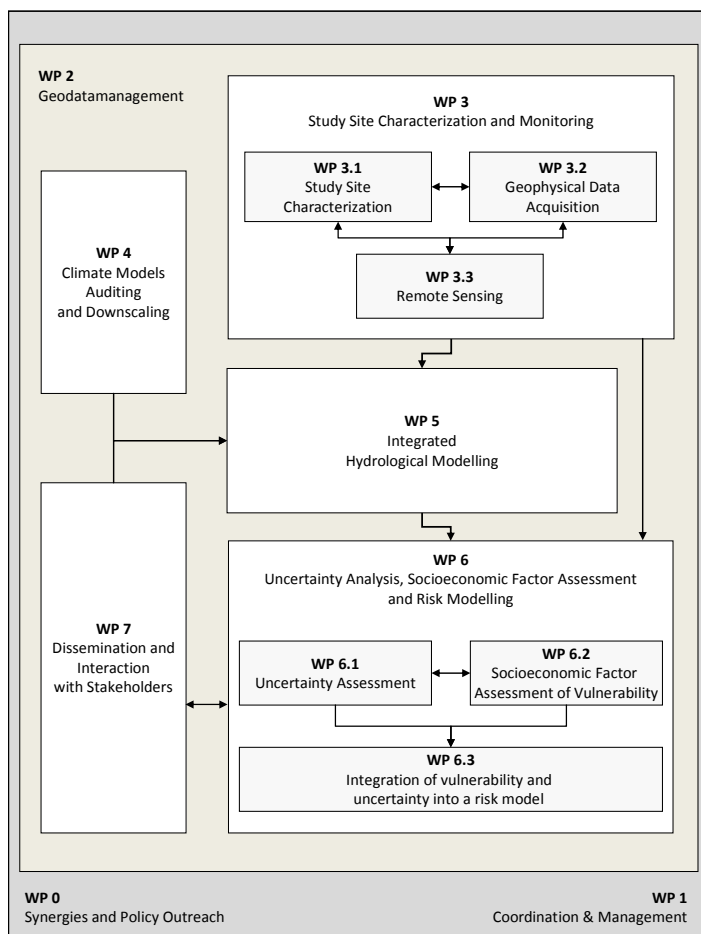 WP 2
Geodatamanagement
WP 3
Study Site Characterization and Monitoring
WP 3.1
Study Site
Characterization
WP 3.2
Geophysical Data
Acquisition
WP 3.3
Remote Sensing
WP 4
Climate Models
Auditing
and Downscaling
WP 5
Integrated
Hydrological Modelling
WP 6
Uncertainty Analysis, Socioeconomic Factor Assessment
and Risk Modelling
WP 7
Dissemination and
Interaction
with Stakeholders
WP 6.1
Uncertainty Assessment
WP 6.2
Socioeconomic Factor
Assessment of Vulnerability
WP 6.3
Integration of vulnerability and
uncertainty into a risk model
WP 0
Synergies and Policy Outreach
WP 1
Coordination & Management